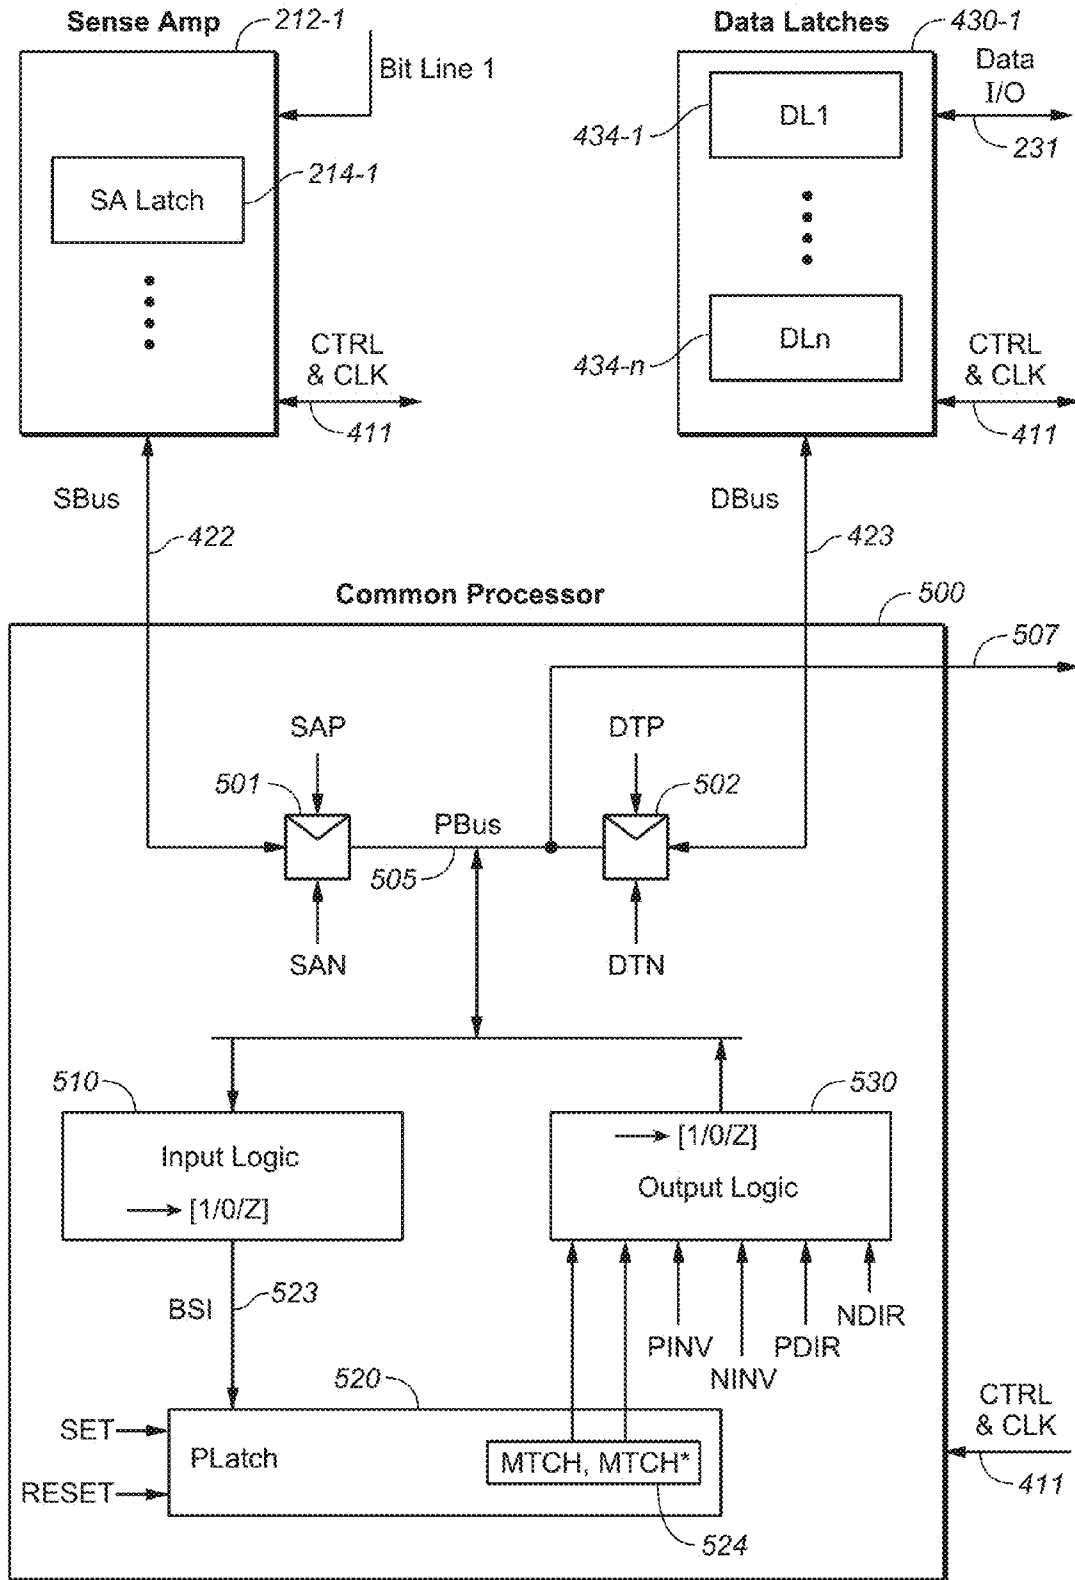 Sense Amp
212-1
Data Latches
430-1
Bit Line 1
Data
I/O
DL1
434-1
231
SA Latch
214-1
DLn
434-n
CTRL
& CLK
411
CTRL
& CLK
411
SBus
DBus
422
423
Common Processor
500
507
SAP
DTP
501
502
PBus
505
SAN
DTN
510
530
Input Logic
[1/0/Z]
[1/0/Z]
Output Logic
BSI
523
PINV
NINV
PDIR
NDIR
520
SET
RESET
PLatch
MTCH, MTCH*
524
CTRL
& CLK
411